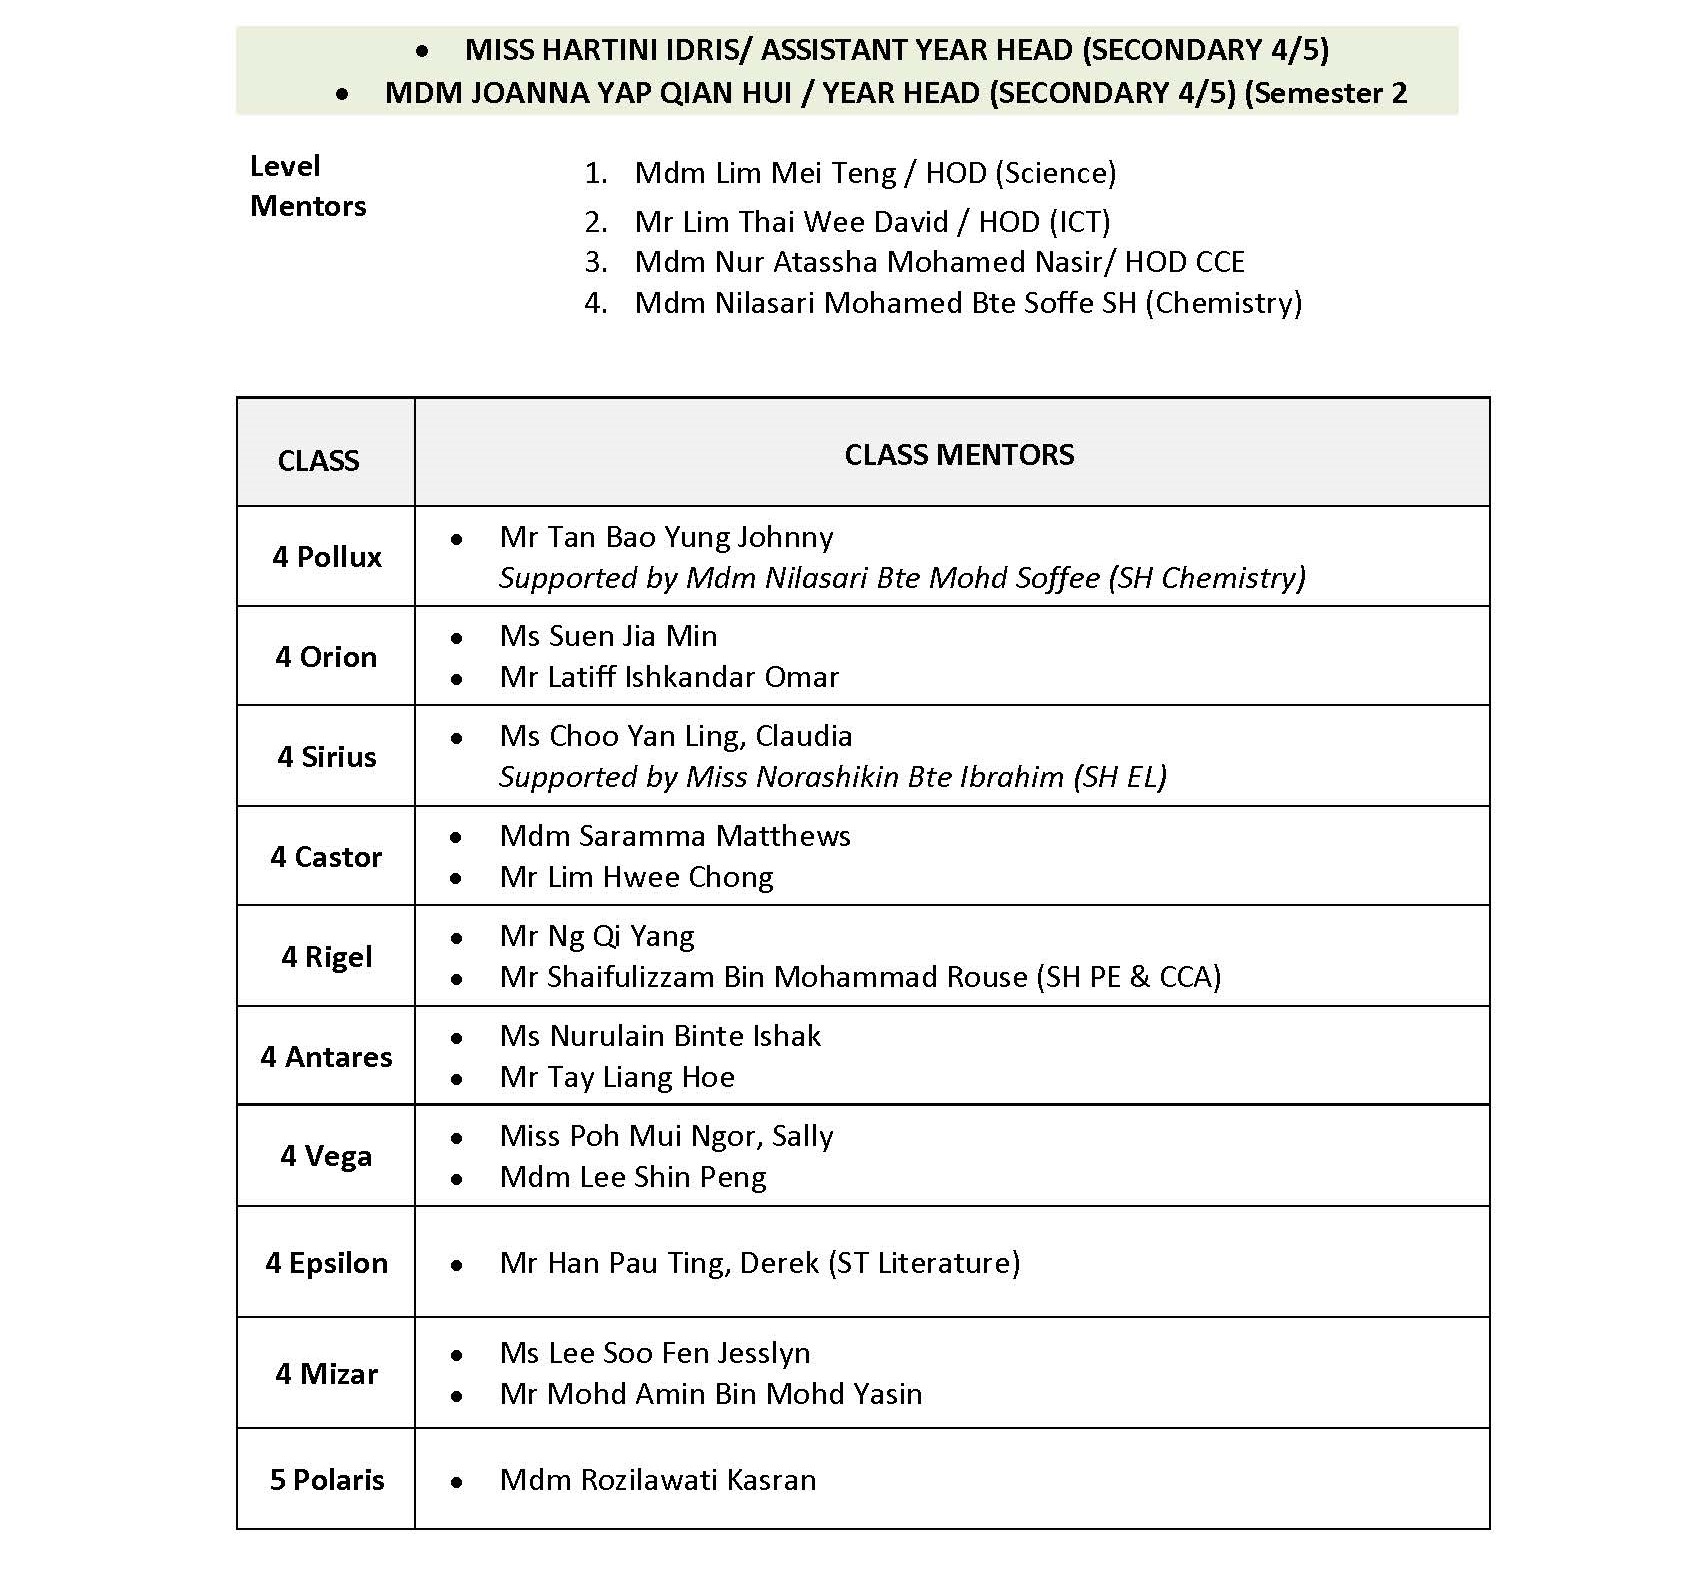 • MISS HARTINI IDRIS/ ASSISTANT YEAR HEAD (SECONDARY 4/5)
• MDM JOANNA YAP QIAN HUI / YEAR HEAD (SECONDARY 4/5) (Semester 2
Level
Mentors
1. Mdm Lim Mei Teng / HOD (Science)
2. Mr Lim Thai Wee David / HOD (ICT)
3. Mdm Nur Atassha Mohamed Nasir/ HOD CCE
4. Mdm Nilasari Mohamed Bte Soffe SH (Chemistry)
CLASS
CLASS MENTORS
4 Pollux
• Mr Tan Bao Yung Johnny
Supported by Mdm Nilasari Bte Mohd Soffee (SH Chemistry)
4 Orion
• Ms Suen Jia Min
• Mr Latiff Ishkandar Omar
4 Sirius
• Ms Choo Yan Ling, Claudia
Supported by Miss Norashikin Bte Ibrahim (SH EL)
4 Castor
• Mdm Saramma Matthews
• Mr Lim Hwee Chong
4 Rigel
• Mr Ng Qi Yang
• Mr Shaifulizzam Bin Mohammad Rouse (SH PE & CCA)
4 Antares
• Ms Nurulain Binte Ishak
• Mr Tay Liang Hoe
4 Vega
• Miss Poh Mui Ngor, Sally
• Mdm Lee Shin Peng
4 Epsilon
• Mr Han Pau Ting, Derek (ST Literature)
4 Mizar
• Ms Lee Soo Fen Jesslyn
• Mr Mohd Amin Bin Mohd Yasin
5 Polaris
• Mdm Rozilawati Kasran